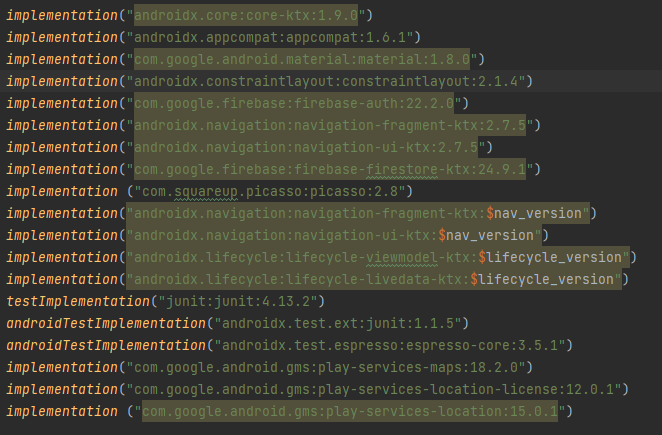 implementation("androidx.core:core-ktx:1.9.0")
implementation("androidx.appcompat:appcompat:1.6.1")
implementation("com.google.android.material:material:1.8.0")
implementation("androidx.constraintlayout:constraintlayout:2.1.4")
implementation("com.google.firebase:firebase-auth:22.2.0")
implementation("androidx.navigation:navigation-fragment-ktx:2.7.5")
implementation("androidx.navigation:navigation-ui-ktx:2.7.5")
implementation("com.google.firebase:firebase-firestore-ktx:24.9.1")
implementation ("com.squareup.picasso:picasso:2.8")
implementation("androidx.navigation:navigation-fragment-ktx:$nav_version")
implementation("androidx.navigation:navigation-ui-ktx:$nav_version")
implementation("androidx.lifecycle:lifecycle-viewmodel-ktx:$lifecycle_version")
implementation("androidx.lifecycle:lifecycle-livedata-ktx:$lifecycle_version")
testImplementation("junit:junit:4.13.2")
androidTestImplementation("androidx.test.ext:junit:1.1.5")
androidTestImplementation("androidx.test.espresso:espresso-core:3.5.1")
implementation("com.google.android.gms:play-services-maps:18.2.0")
implementation("com.google.android.gms:play-services-location-license:12.0.1")
implementation ("com.google.android.gms:play-services-location:15.0.1")